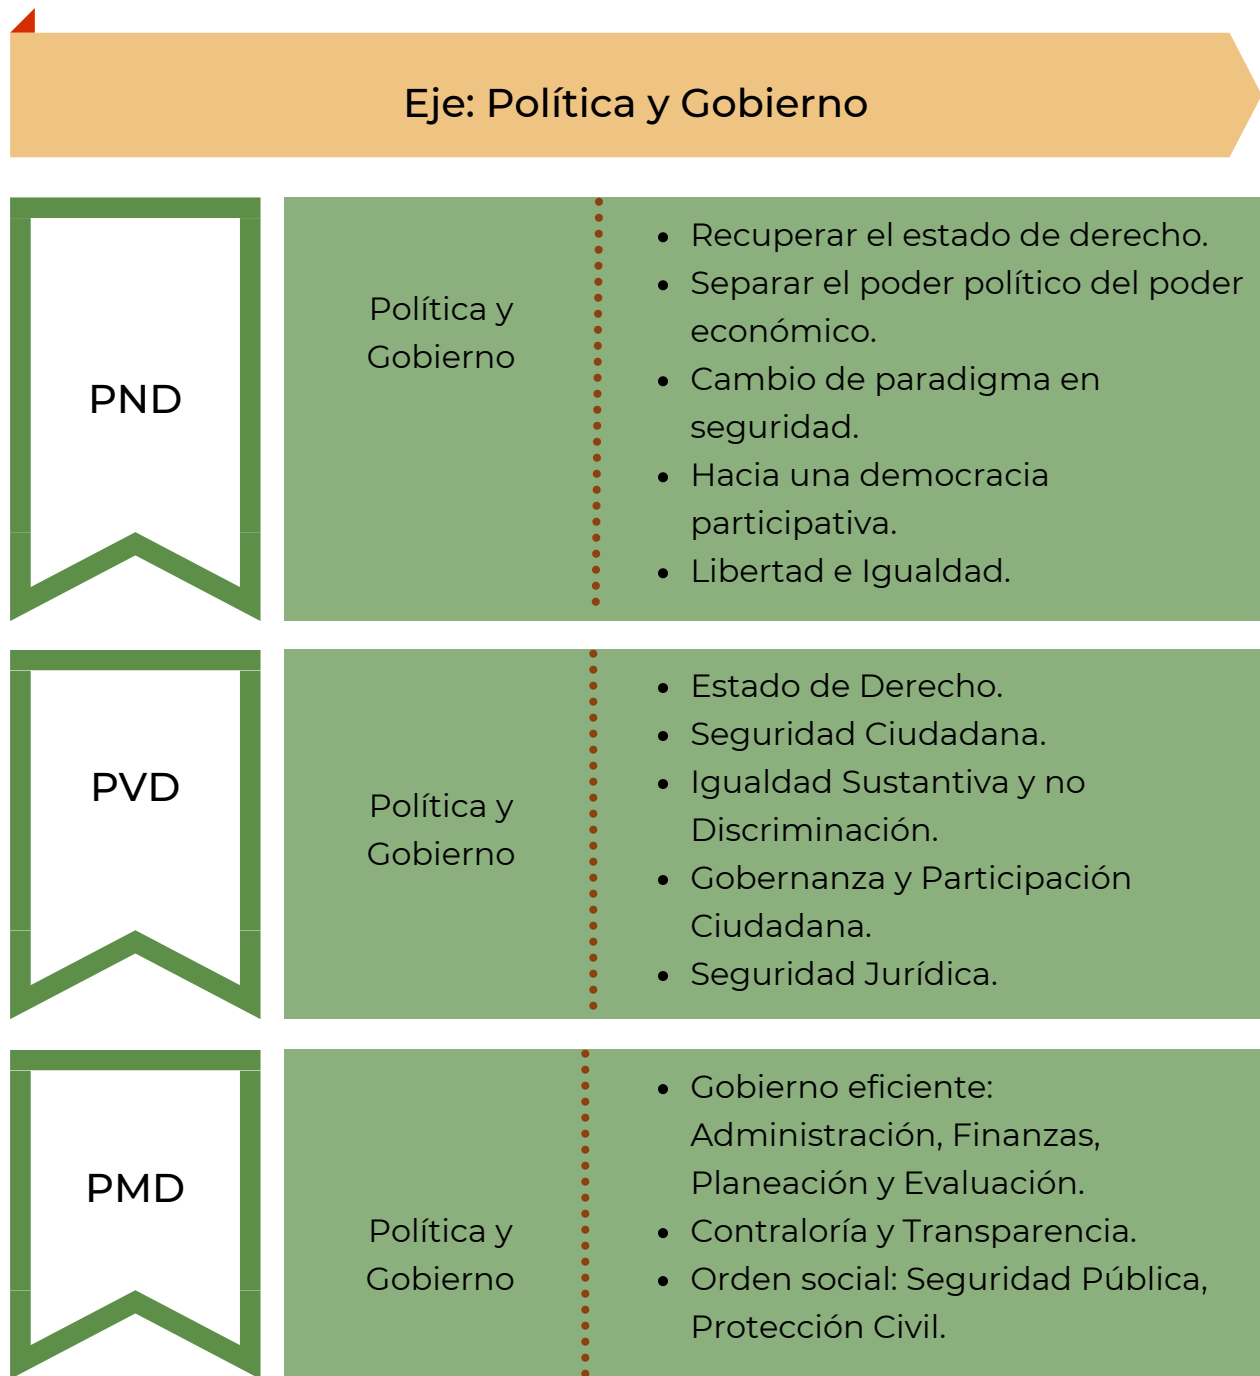 Eje: Política y Gobierno
PND
Política y
Gobierno
• Recuperar el estado de derecho.
• Separar el poder político del poder
económico.
• Cambio de paradigma en
seguridad.
• Hacia una democracia
participativa.
• Libertad e Igualdad.
PVD
Política y
Gobierno
• Estado de Derecho.
• Seguridad Ciudadana.
• Igualdad Sustantiva y no
Discriminación.
• Gobernanza y Participación
Ciudadana.
• Seguridad Jurídica.
PMD
Política y
Gobierno
• Gobierno eficiente:
Administración, Finanzas,
Planeación y Evaluación.
• Contraloría y Transparencia.
• Orden social: Seguridad Pública,
Protección Civil.